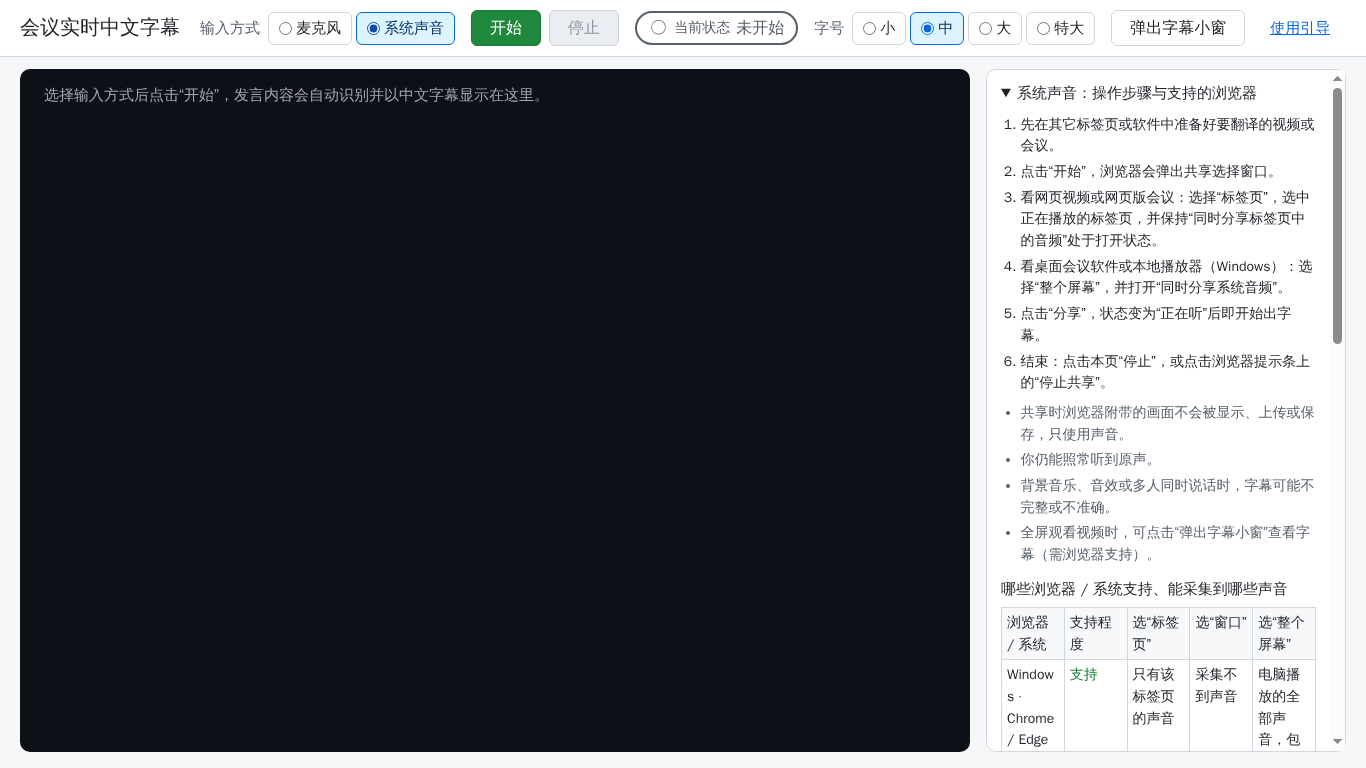 会议实时中文字幕 输入方式 麦克风 系统声音 开始 停止 当前状态 未开始 字号 小 中 大 特大 弹出字幕小窗 使用引导
选择输入方式后点击“开始”，发言内容会自动识别并以中文字幕显示在这里。
▼ 系统声音：操作步骤与支持的浏览器
1. 先在其它标签页或软件中准备好要翻译的视频或
会议。
2. 点击“开始”，浏览器会弹出共享选择窗口。
3. 看网页视频或网页版会议：选择“标签页”，选中
正在播放的标签页，并保持“同时分享标签页中
的音频”处于打开状态。
4. 看桌面会议软件或本地播放器（Windows）：选
择“整个屏幕”，并打开“同时分享系统音频”。
5. 点击“分享”，状态变为“正在听”后即开始出字
幕。
6. 结束：点击本页“停止”，或点击浏览器提示条上
的“停止共享”。
• 共享时浏览器附带的画面不会被显示、上传或保
存，只使用声音。
• 你仍能照常听到原声。
• 背景音乐、音效或多人同时说话时，字幕可能不
完整或不准确。
• 全屏观看视频时，可点击“弹出字幕小窗”查看字
幕（需浏览器支持）。
哪些浏览器 / 系统支持、能采集到哪些声音
浏览器 支持程 选“标签 选“窗口” 选“整个
/ 系统 度 页” 屏幕”
Window 支持 只有该 采集不 电脑播
s · 标签页 到声音 放的全
Chrome 的声音 部声
/ Edge 音，包